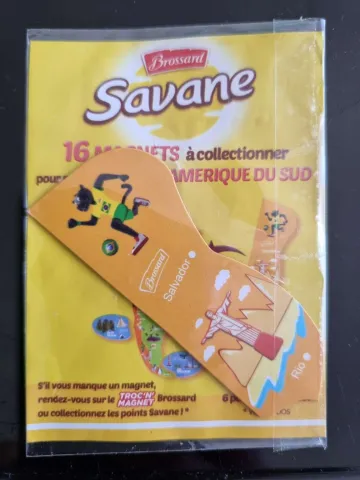 Brossard
Savane
16 MAGNETS à collectionner
pour AMERIQUE DU SUD
Brossard
Salvador
Rio
S'il vous manque un magnet,
rendez-vous sur le TROC'N' MAGNET Brossard
ou collectionnez les points Savane ! *